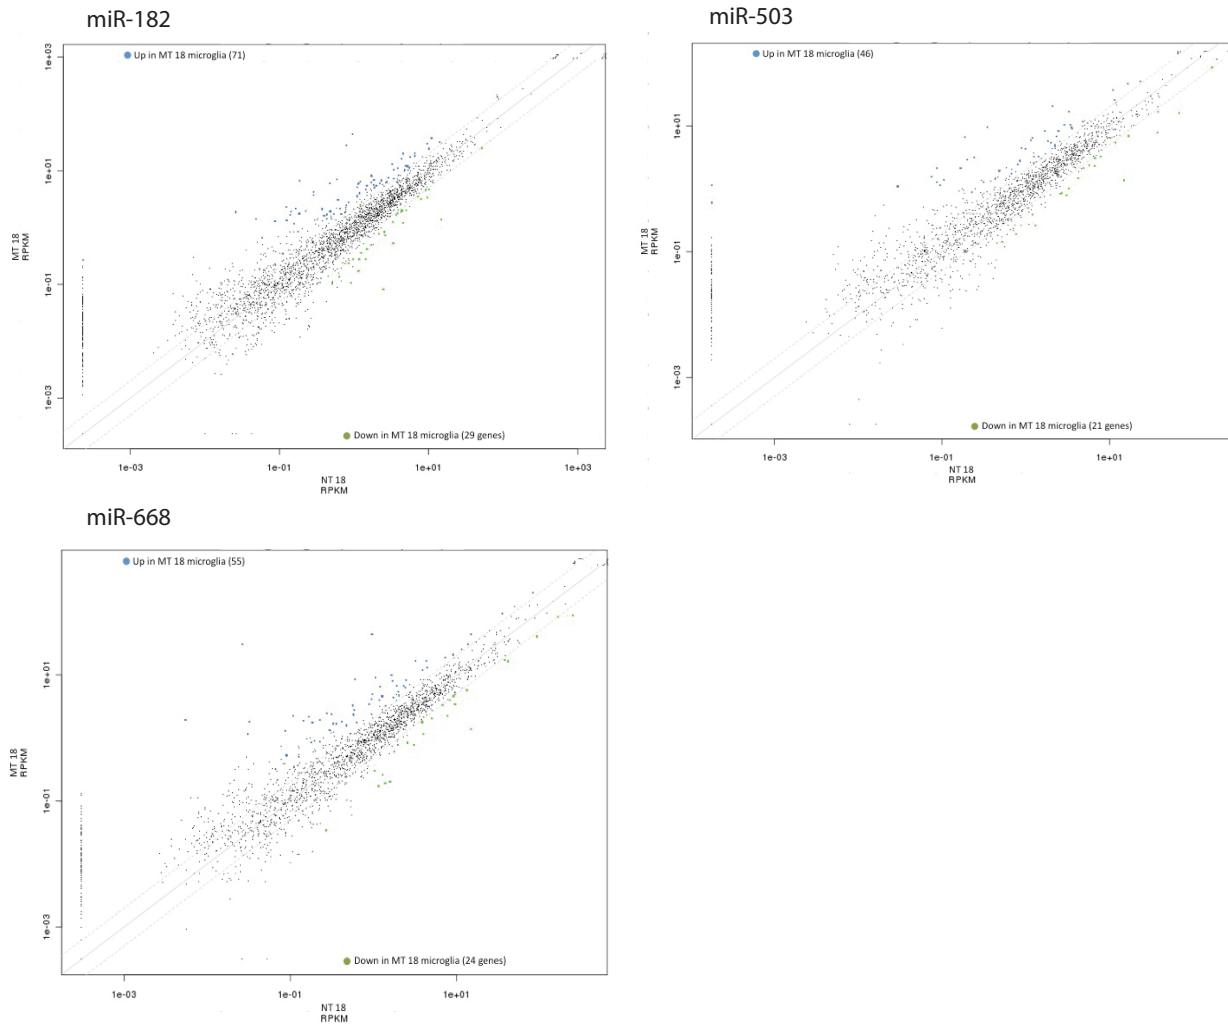 miR-182
Up in MT 18 microglia (71)
1e+03
1e+01
1e-01
1e-03
MT 18
RPKM
Down in MT 18 microglia (29 genes)
1e-03
1e-01
1e+01
1e+03
NT 18
RPKM
miR-503
Up in MT 18 microglia (46)
1e+01
1e-01
1e-03
MT 18
RPKM
Down in MT 18 microglia (21 genes)
1e-03
1e-01
1e+01
NT 18
RPKM
miR-668
Up in MT 18 microglia (55)
1e+01
1e-01
1e-03
MT 18
RPKM
Down in MT 18 microglia (24 genes)
1e-03
1e-01
1e+01
NT 18
RPKM